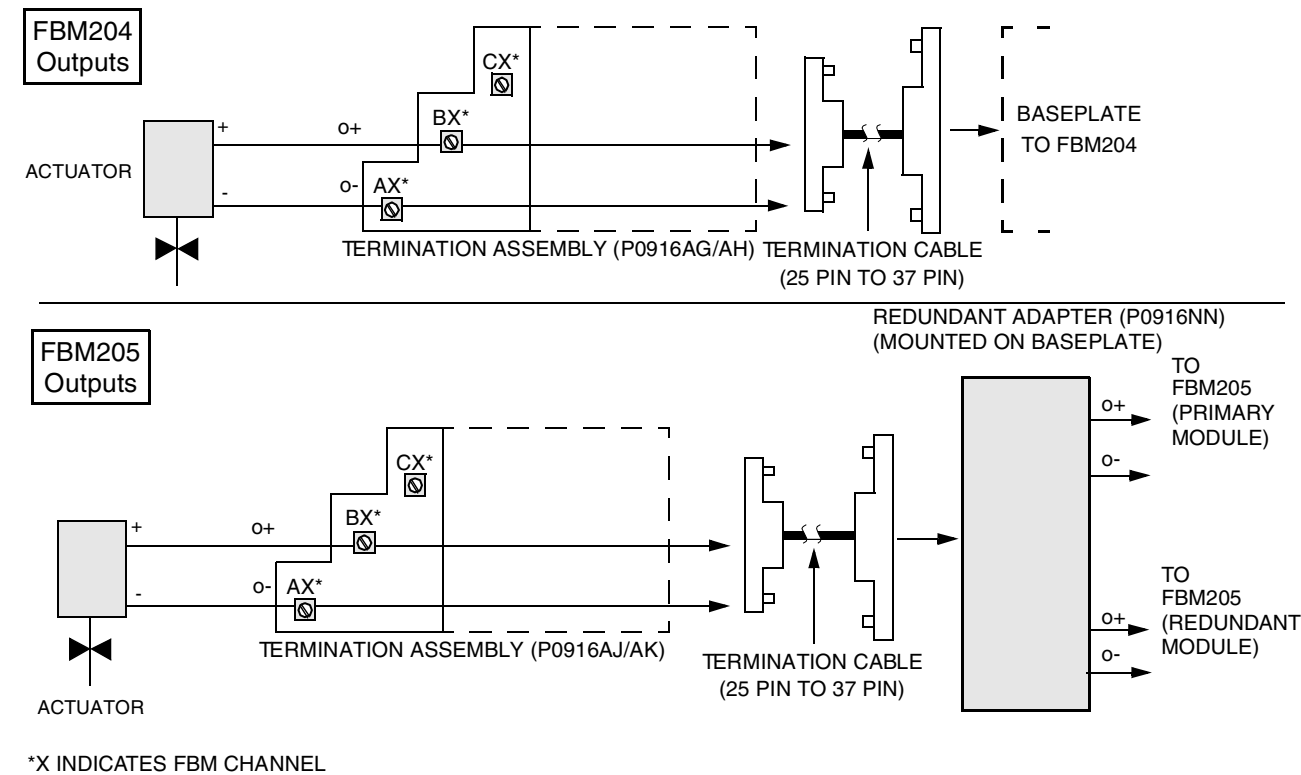 FBM204
Outputs
CX*
BX*
AX*
+
o+
-
o-
ACTUATOR
BASEPLATE
TO FBM204
TERMINATION ASSEMBLY (P0916AG/AH)
TERMINATION CABLE
(25 PIN TO 37 PIN)
REDUNDANT ADAPTER (P0916NN)
(MOUNTED ON BASEPLATE)
FBM205
Outputs
TO
FBM205
(PRIMARY
MODULE)
o+
o-
CX*
BX*
AX*
+
o+
-
o-
TO
FBM205
(REDUNDANT
MODULE)
o+
o-
TERMINATION ASSEMBLY (P0916AJ/AK)
TERMINATION CABLE
(25 PIN TO 37 PIN)
ACTUATOR
*X INDICATES FBM CHANNEL